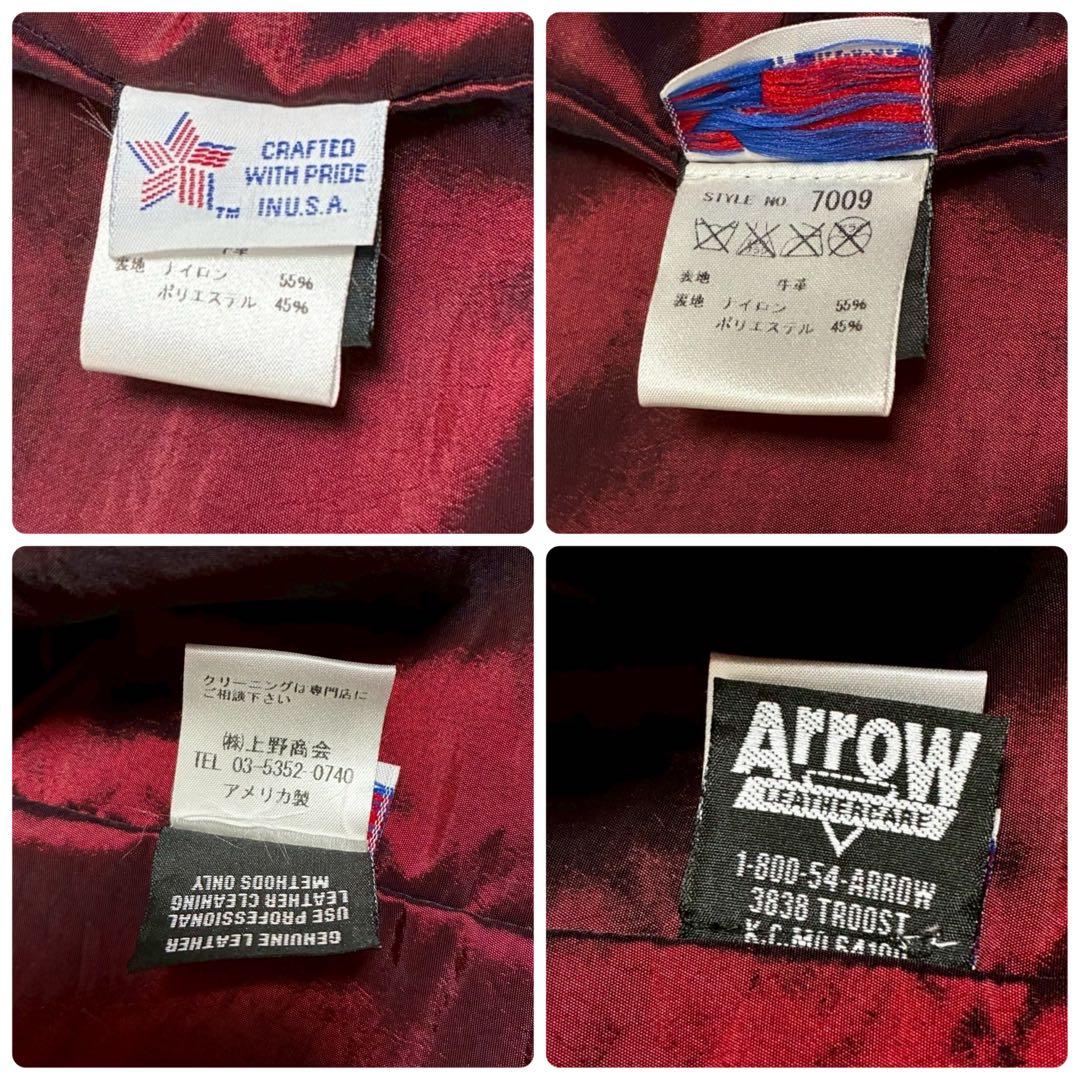 CRAFTED
WITH PRIDE
IN U.S.A.
TM
牛革
表地 ナイロン 55%
ポリエステル 45%
STYLE NO. 7009
表地 牛革
裏地 ナイロン 55%
ポリエステル 45%
クリーニングは専門店に
ご相談下さい
㈱上野商会
TEL 03-5352-0740
アメリカ製
GENUINE LEATHER
USE PROFESSIONAL
LEATHER CLEANING
METHODS ONLY
Arrow
LEATHERCARE
1-800-54-ARROW
3838 TROOST
K.C. MO